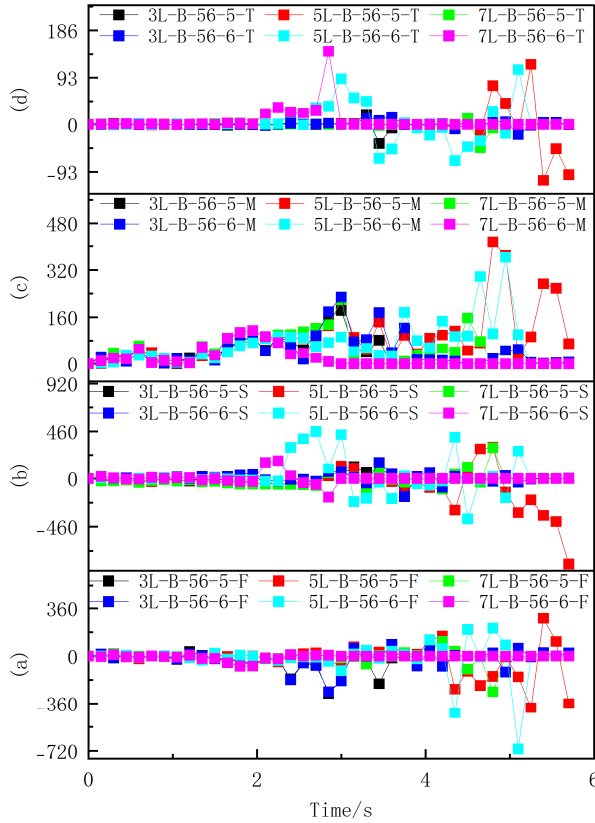 186
93
0
-93
(d)
3L-B-56-5-T 5L-B-56-5-T 7L-B-56-5-T
3L-B-56-6-T 5L-B-56-6-T 7L-B-56-6-T
480
320
160
0
(c)
3L-B-56-5-M 5L-B-56-5-M 7L-B-56-5-M
3L-B-56-6-M 5L-B-56-6-M 7L-B-56-6-M
920
460
0
-460
(b)
3L-B-56-5-S 5L-B-56-5-S 7L-B-56-5-S
3L-B-56-6-S 5L-B-56-6-S 7L-B-56-6-S
360
0
-360
-720
(a)
3L-B-56-5-F 5L-B-56-5-F 7L-B-56-5-F
3L-B-56-6-F 5L-B-56-6-F 7L-B-56-6-F
0 2 4 6
Time/s